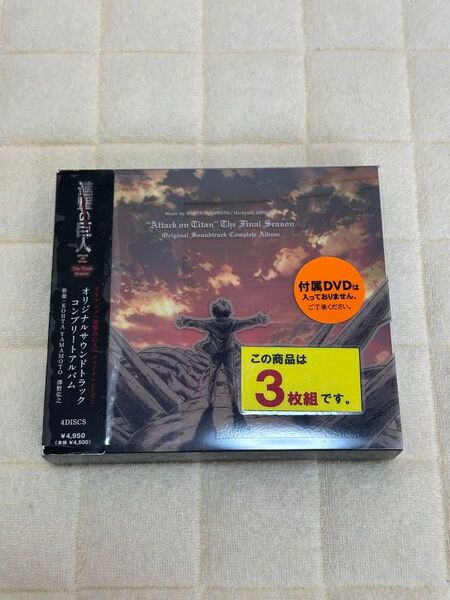 進撃の巨人
The Final
Season
オリジナルサウンドトラック
コンプリートアルバム
音楽:KOHTA YAMAMOTO 澤野弘之
4DISCS
¥4,950
(本体 ¥4,500)
Music by KOHTA YAMAMOTO / Hiroyuki
"Attack on Titan" The Final Season
Original Soundtrack Complete Album
付属DVDは
入っておりません。
ご了承ください。
この商品は
3枚組です。